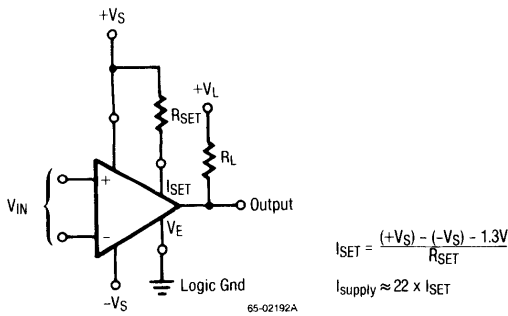 +VS
+VL
RSET
RL
+
ISET
VIN
Output
VE
-
Logic Gnd
-VS
65-02192A
ISET = (+VS) - (-VS) - 1.3V / RSET
Isupply ≈ 22 x ISET